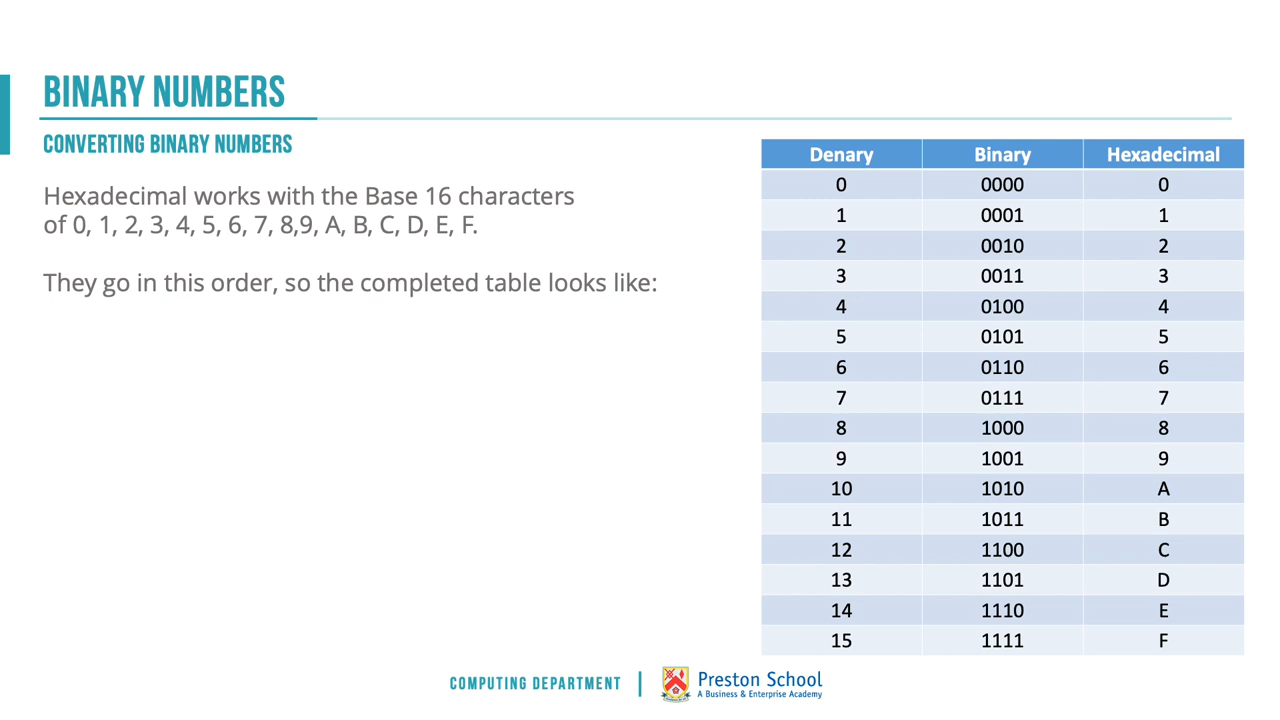 BINARY NUMBERS
CONVERTING BINARY NUMBERS
Hexadecimal works with the Base 16 characters
of 0, 1, 2, 3, 4, 5, 6, 7, 8,9, A, B, C, D, E, F.
They go in this order, so the completed table looks like:
Denary Binary Hexadecimal
0 0000 0
1 0001 1
2 0010 2
3 0011 3
4 0100 4
5 0101 5
6 0110 6
7 0111 7
8 1000 8
9 1001 9
10 1010 A
11 1011 B
12 1100 C
13 1101 D
14 1110 E
15 1111 F
COMPUTING DEPARTMENT
Preston School
A Business & Enterprise Academy